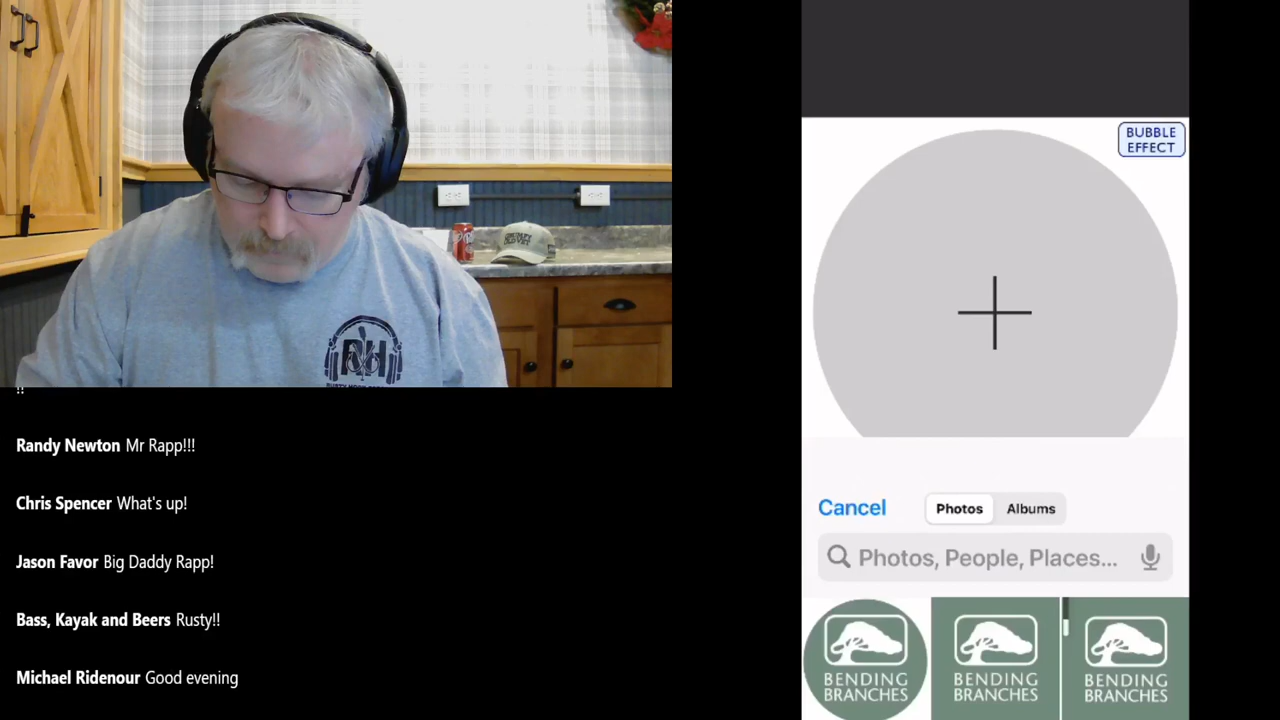 BUBBLE
EFFECT
RH
!!
Randy Newton Mr Rapp!!!
Chris Spencer What's up!
Jason Favor Big Daddy Rapp!
Bass, Kayak and Beers Rusty!!
Michael Ridenour Good evening
Cancel
Photos
Albums
Photos, People, Places...
BENDING
BRANCHES
BENDING
BRANCHES
BENDING
BRANCHES